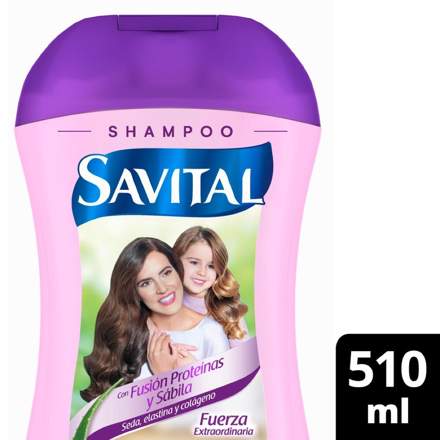 SHAMPOO
SAVITAL
con Fusión Proteínas
y Sábila
Seda, elastina y colágeno
Fuerza
Extraordinaria
510
ml